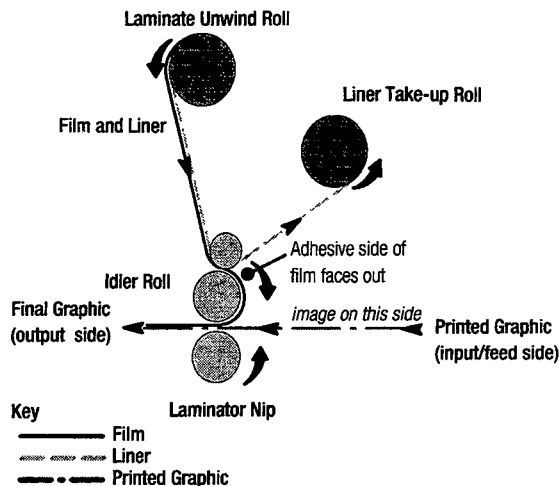 Laminate Unwind Roll
Liner Take-up Roll
Film and Liner
Adhesive side of
film faces out
Idler Roll
Final Graphic
(output side)
image on this side
Printed Graphic
(input/feed side)
Laminator Nip
Key
Film
Liner
Printed Graphic